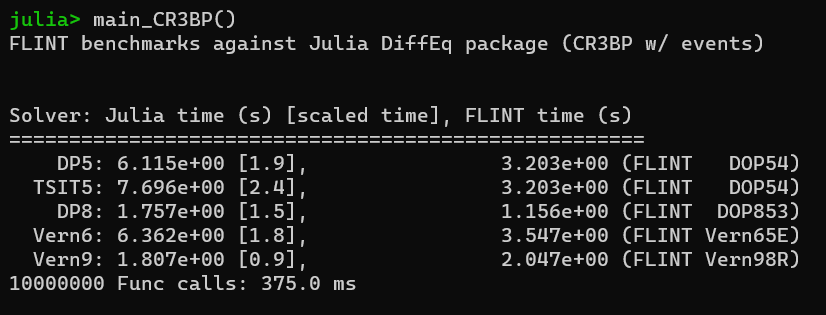 julia> main_CR3BP()
FLINT benchmarks against Julia DiffEq package (CR3BP w/ events)
Solver: Julia time (s) [scaled time], FLINT time (s)
=====================================================
DP5: 6.115e+00 [1.9], 3.203e+00 (FLINT DOP54)
TSIT5: 7.696e+00 [2.4], 3.203e+00 (FLINT DOP54)
DP8: 1.757e+00 [1.5], 1.156e+00 (FLINT DOP853)
Vern6: 6.362e+00 [1.8], 3.547e+00 (FLINT Vern65E)
Vern9: 1.807e+00 [0.9], 2.047e+00 (FLINT Vern98R)
10000000 Func calls: 375.0 ms